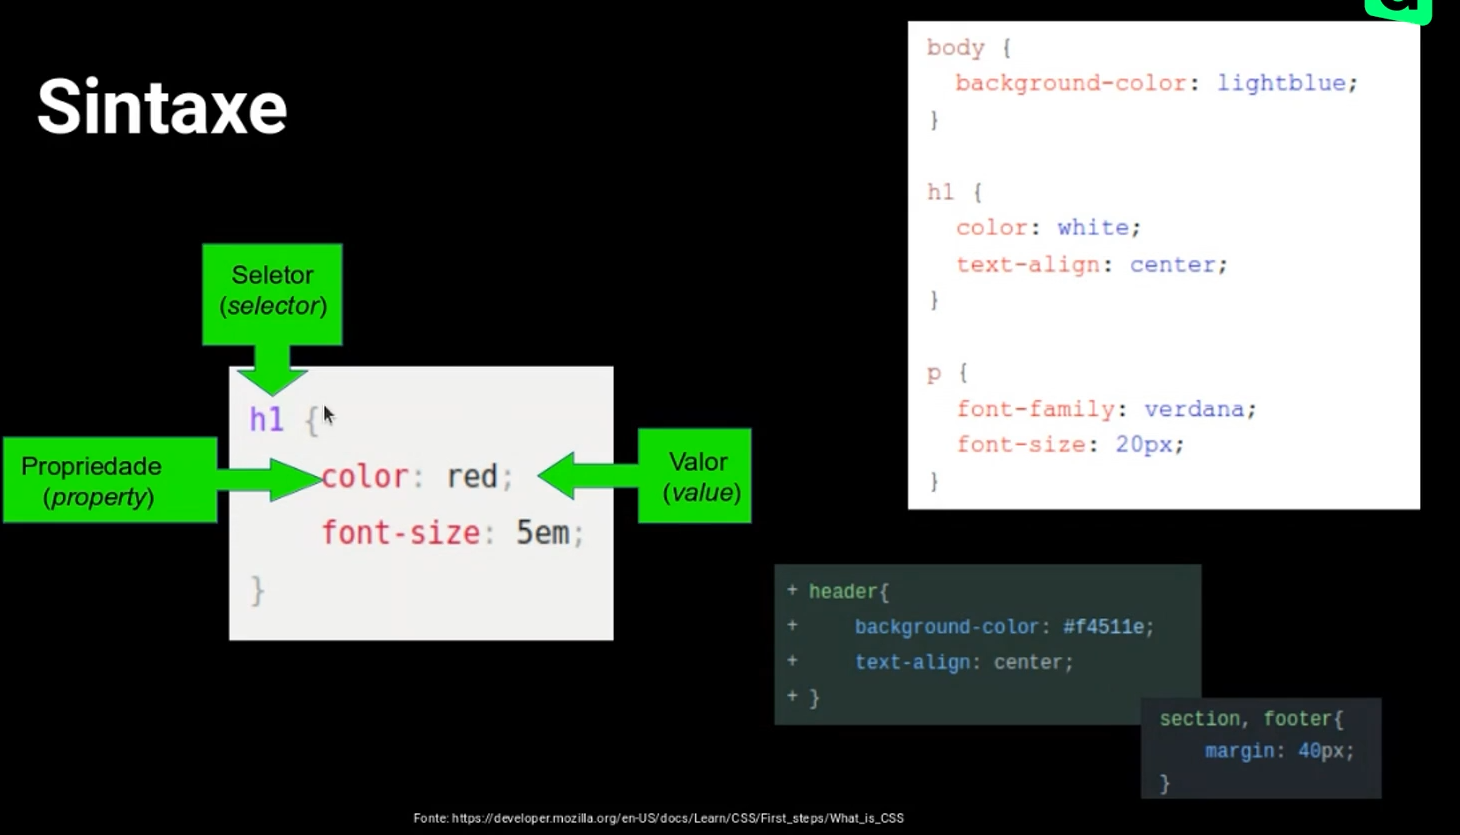 Sintaxe
Seletor
(selector)
Propriedade
(property)
Valor
(value)
h1 {
color: red;
font-size: 5em;
}
body {
background-color: lightblue;
}
h1 {
color: white;
text-align: center;
}
p {
font-family: verdana;
font-size: 20px;
}
+ header{
+ background-color: #f4511e;
+ text-align: center;
+ }
section, footer{
margin: 40px;
}
Fonte: https://developer.mozilla.org/en-US/docs/Learn/CSS/First_steps/What_is_CSS